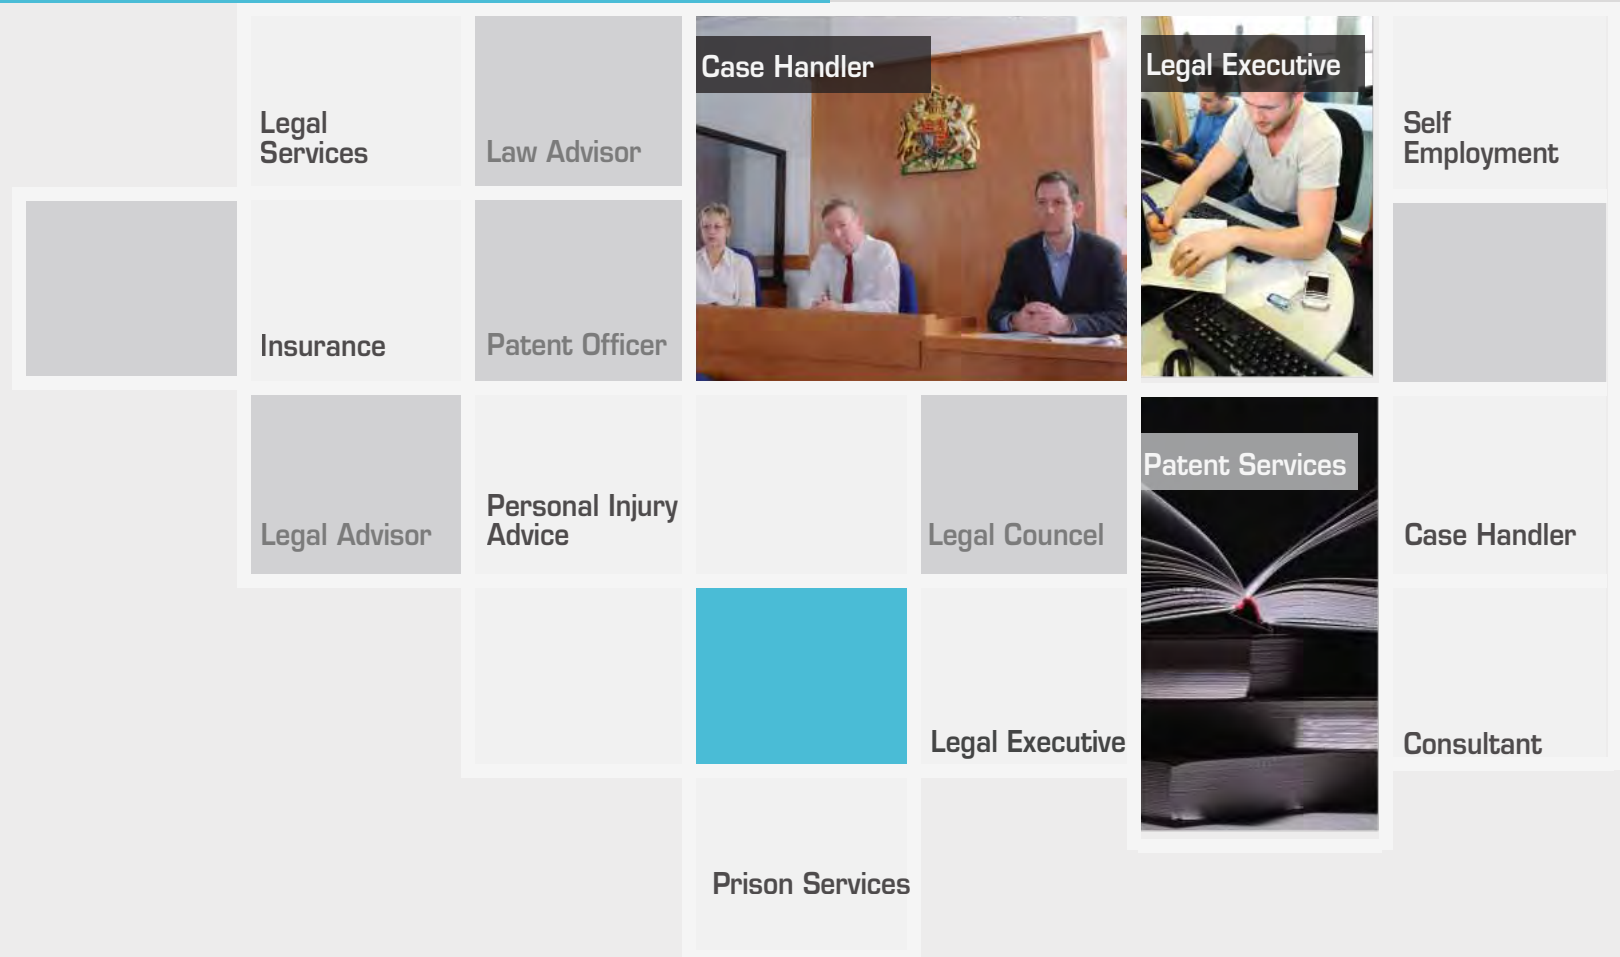 Case Handler
Legal Executive
Legal
Services
Law Advisor
Self
Employment
Insurance
Patent Officer
Patent Services
Legal Advisor
Personal Injury
Advice
Legal Councel
Case Handler
Legal Executive
Consultant
Prison Services